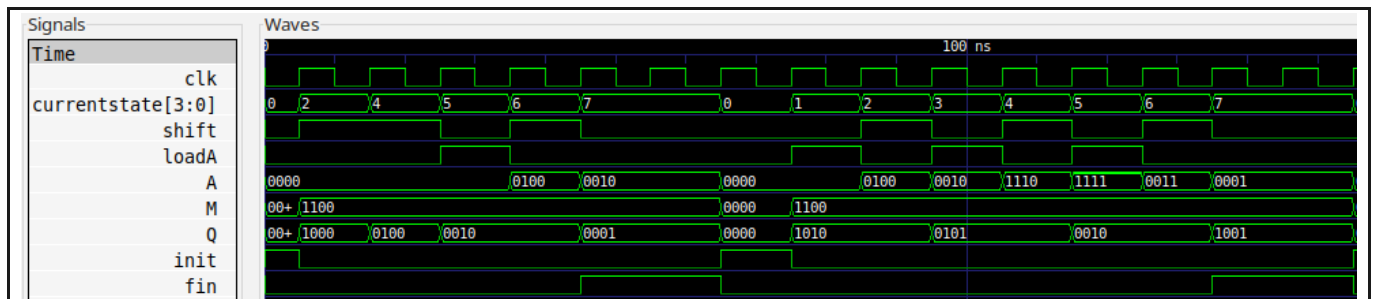 Signals Waves
Time 0 100 ns
clk
currentstate[3:0] 0 2 4 5 6 7 0 1 2 3 4 5 6 7
shift
loadA
A 0000 0100 0010 0000 0100 0010 1110 1111 0011 0001
M 00+ 1100 0000 1100
Q 00+ 1000 0100 0010 0001 0000 1010 0101 0010 1001
init
fin